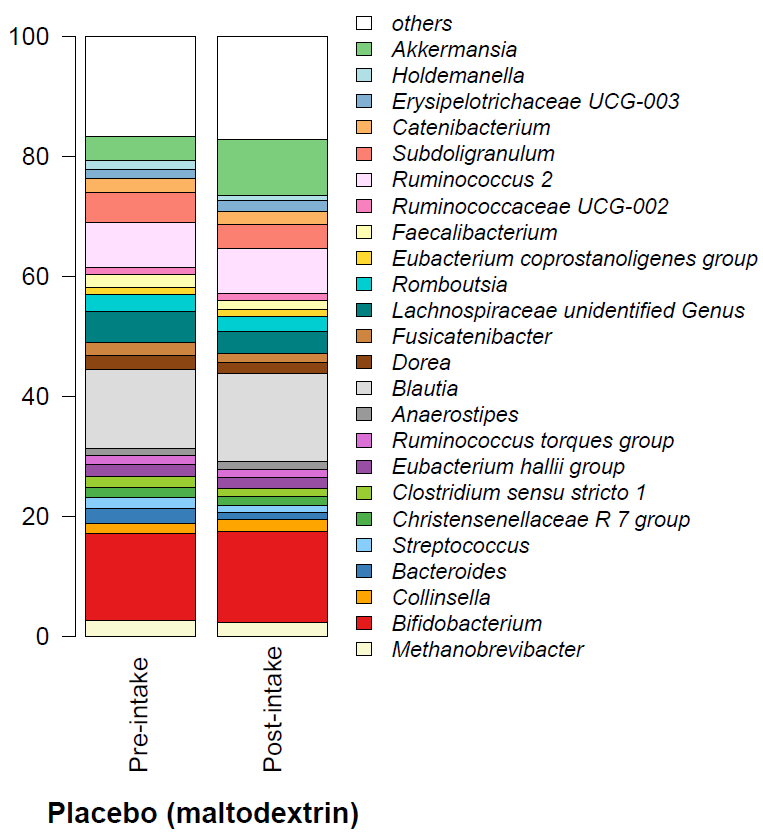 100
80
60
40
20
0
Pre-intake
Post-intake
Placebo (maltodextrin)
others
Akkermansia
Holdemanella
Erysipelotrichaceae UCG-003
Catenibacterium
Subdoligranulum
Ruminococcus 2
Ruminococcaceae UCG-002
Faecalibacterium
Eubacterium coprostanoligenes group
Romboutsia
Lachnospiraceae unidentified Genus
Fusicatenibacter
Dorea
Blautia
Anaerostipes
Ruminococcus torques group
Eubacterium hallii group
Clostridium sensu stricto 1
Christensenellaceae R 7 group
Streptococcus
Bacteroides
Collinsella
Bifidobacterium
Methanobrevibacter